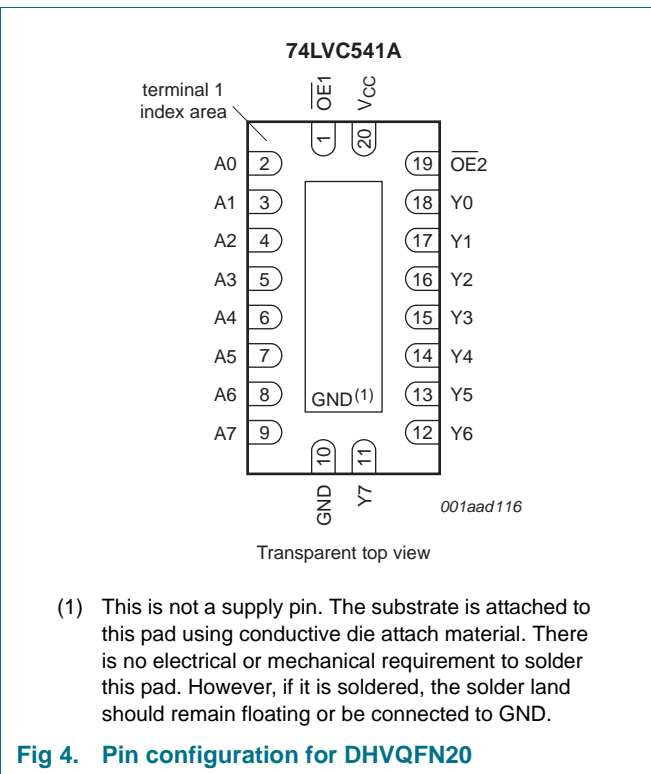 74LVC541A
terminal 1
index area
OE1
VCC
1
20
A0 2 19 OE2
A1 3 18 Y0
A2 4 17 Y1
A3 5 16 Y2
A4 6 15 Y3
A5 7 14 Y4
A6 8 13 Y5
GND(1)
A7 9 12 Y6
10
11
GND
Y7
001aad116
Transparent top view
(1) This is not a supply pin. The substrate is attached to
this pad using conductive die attach material. There
is no electrical or mechanical requirement to solder
this pad. However, if it is soldered, the solder land
should remain floating or be connected to GND.
Fig 4. Pin configuration for DHVQFN20